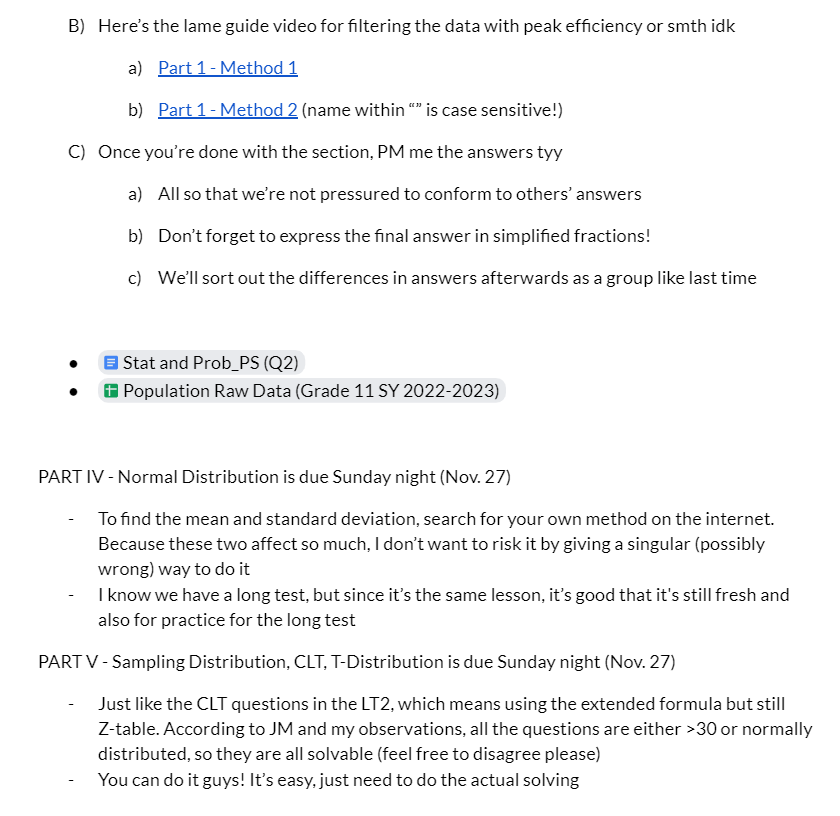 B) Here's the lame guide video for filtering the data with peak efficiency or smth idk
a) Part 1 - Method 1
b) Part 1 - Method 2 (name within “” is case sensitive!)
C) Once you're done with the section, PM me the answers tyy
a) All so that we're not pressured to conform to others' answers
b) Don't forget to express the final answer in simplified fractions!
c) We'll sort out the differences in answers afterwards as a group like last time
● Stat and Prob_PS (Q2)
● Population Raw Data (Grade 11 SY 2022-2023)
PART IV - Normal Distribution is due Sunday night (Nov. 27)
- To find the mean and standard deviation, search for your own method on the internet.
Because these two affect so much, I don't want to risk it by giving a singular (possibly
wrong) way to do it
- I know we have a long test, but since it's the same lesson, it's good that it's still fresh and
also for practice for the long test
PART V - Sampling Distribution, CLT, T-Distribution is due Sunday night (Nov. 27)
- Just like the CLT questions in the LT2, which means using the extended formula but still
Z-table. According to JM and my observations, all the questions are either >30 or normally
distributed, so they are all solvable (feel free to disagree please)
- You can do it guys! It's easy, just need to do the actual solving